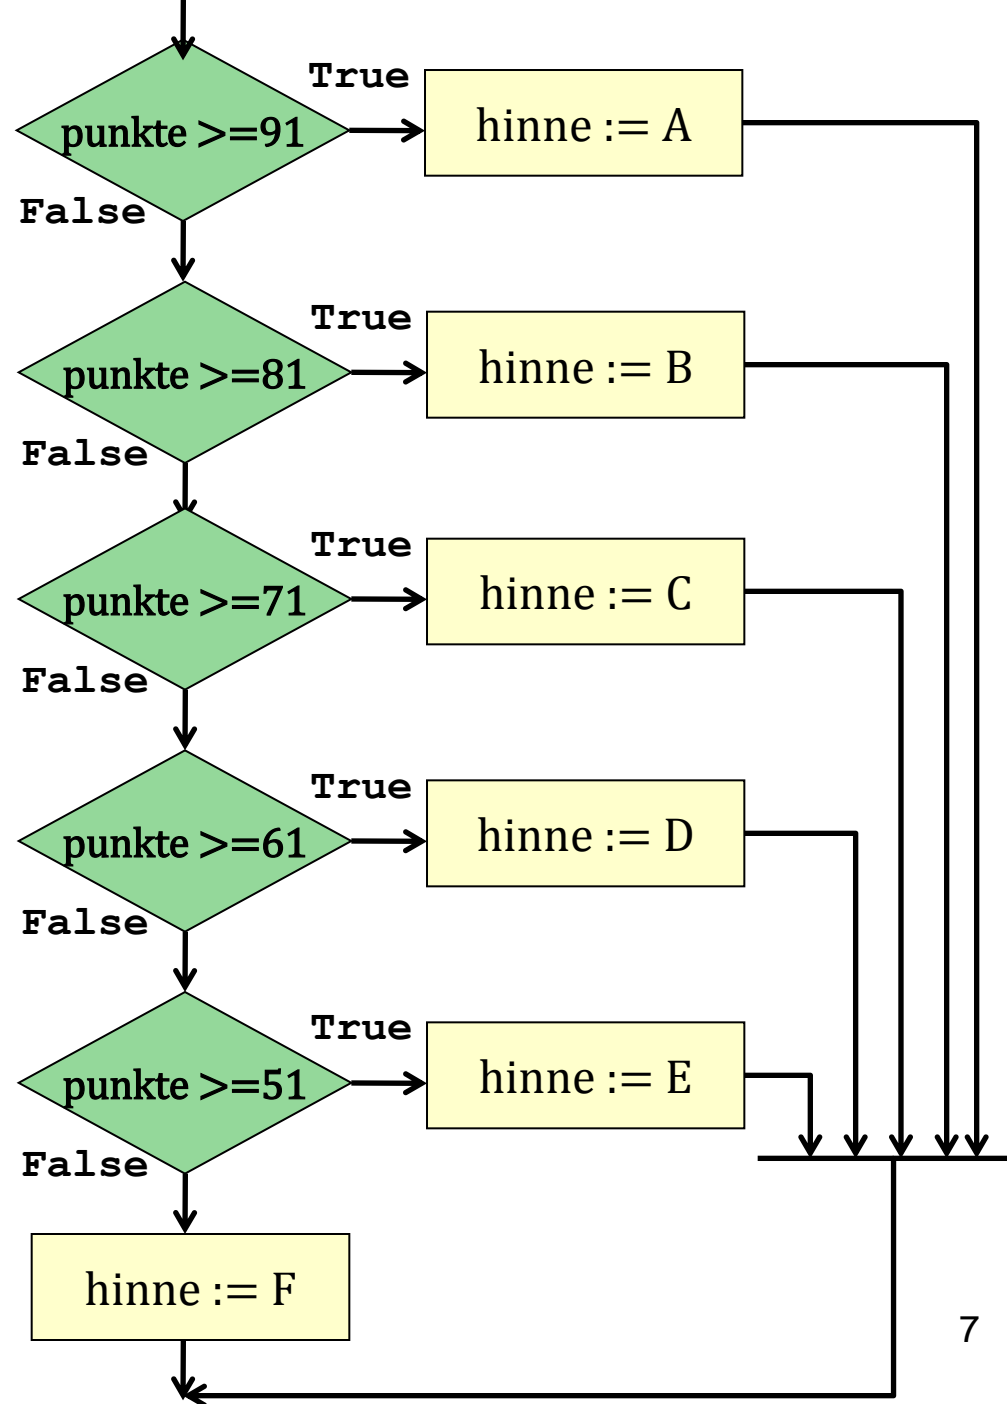 True
punkte >=91
hinne := A
False
True
punkte >=81
hinne := B
False
True
punkte >=71
hinne := C
False
True
punkte >=61
hinne := D
False
True
punkte >=51
hinne := E
False
hinne := F
7